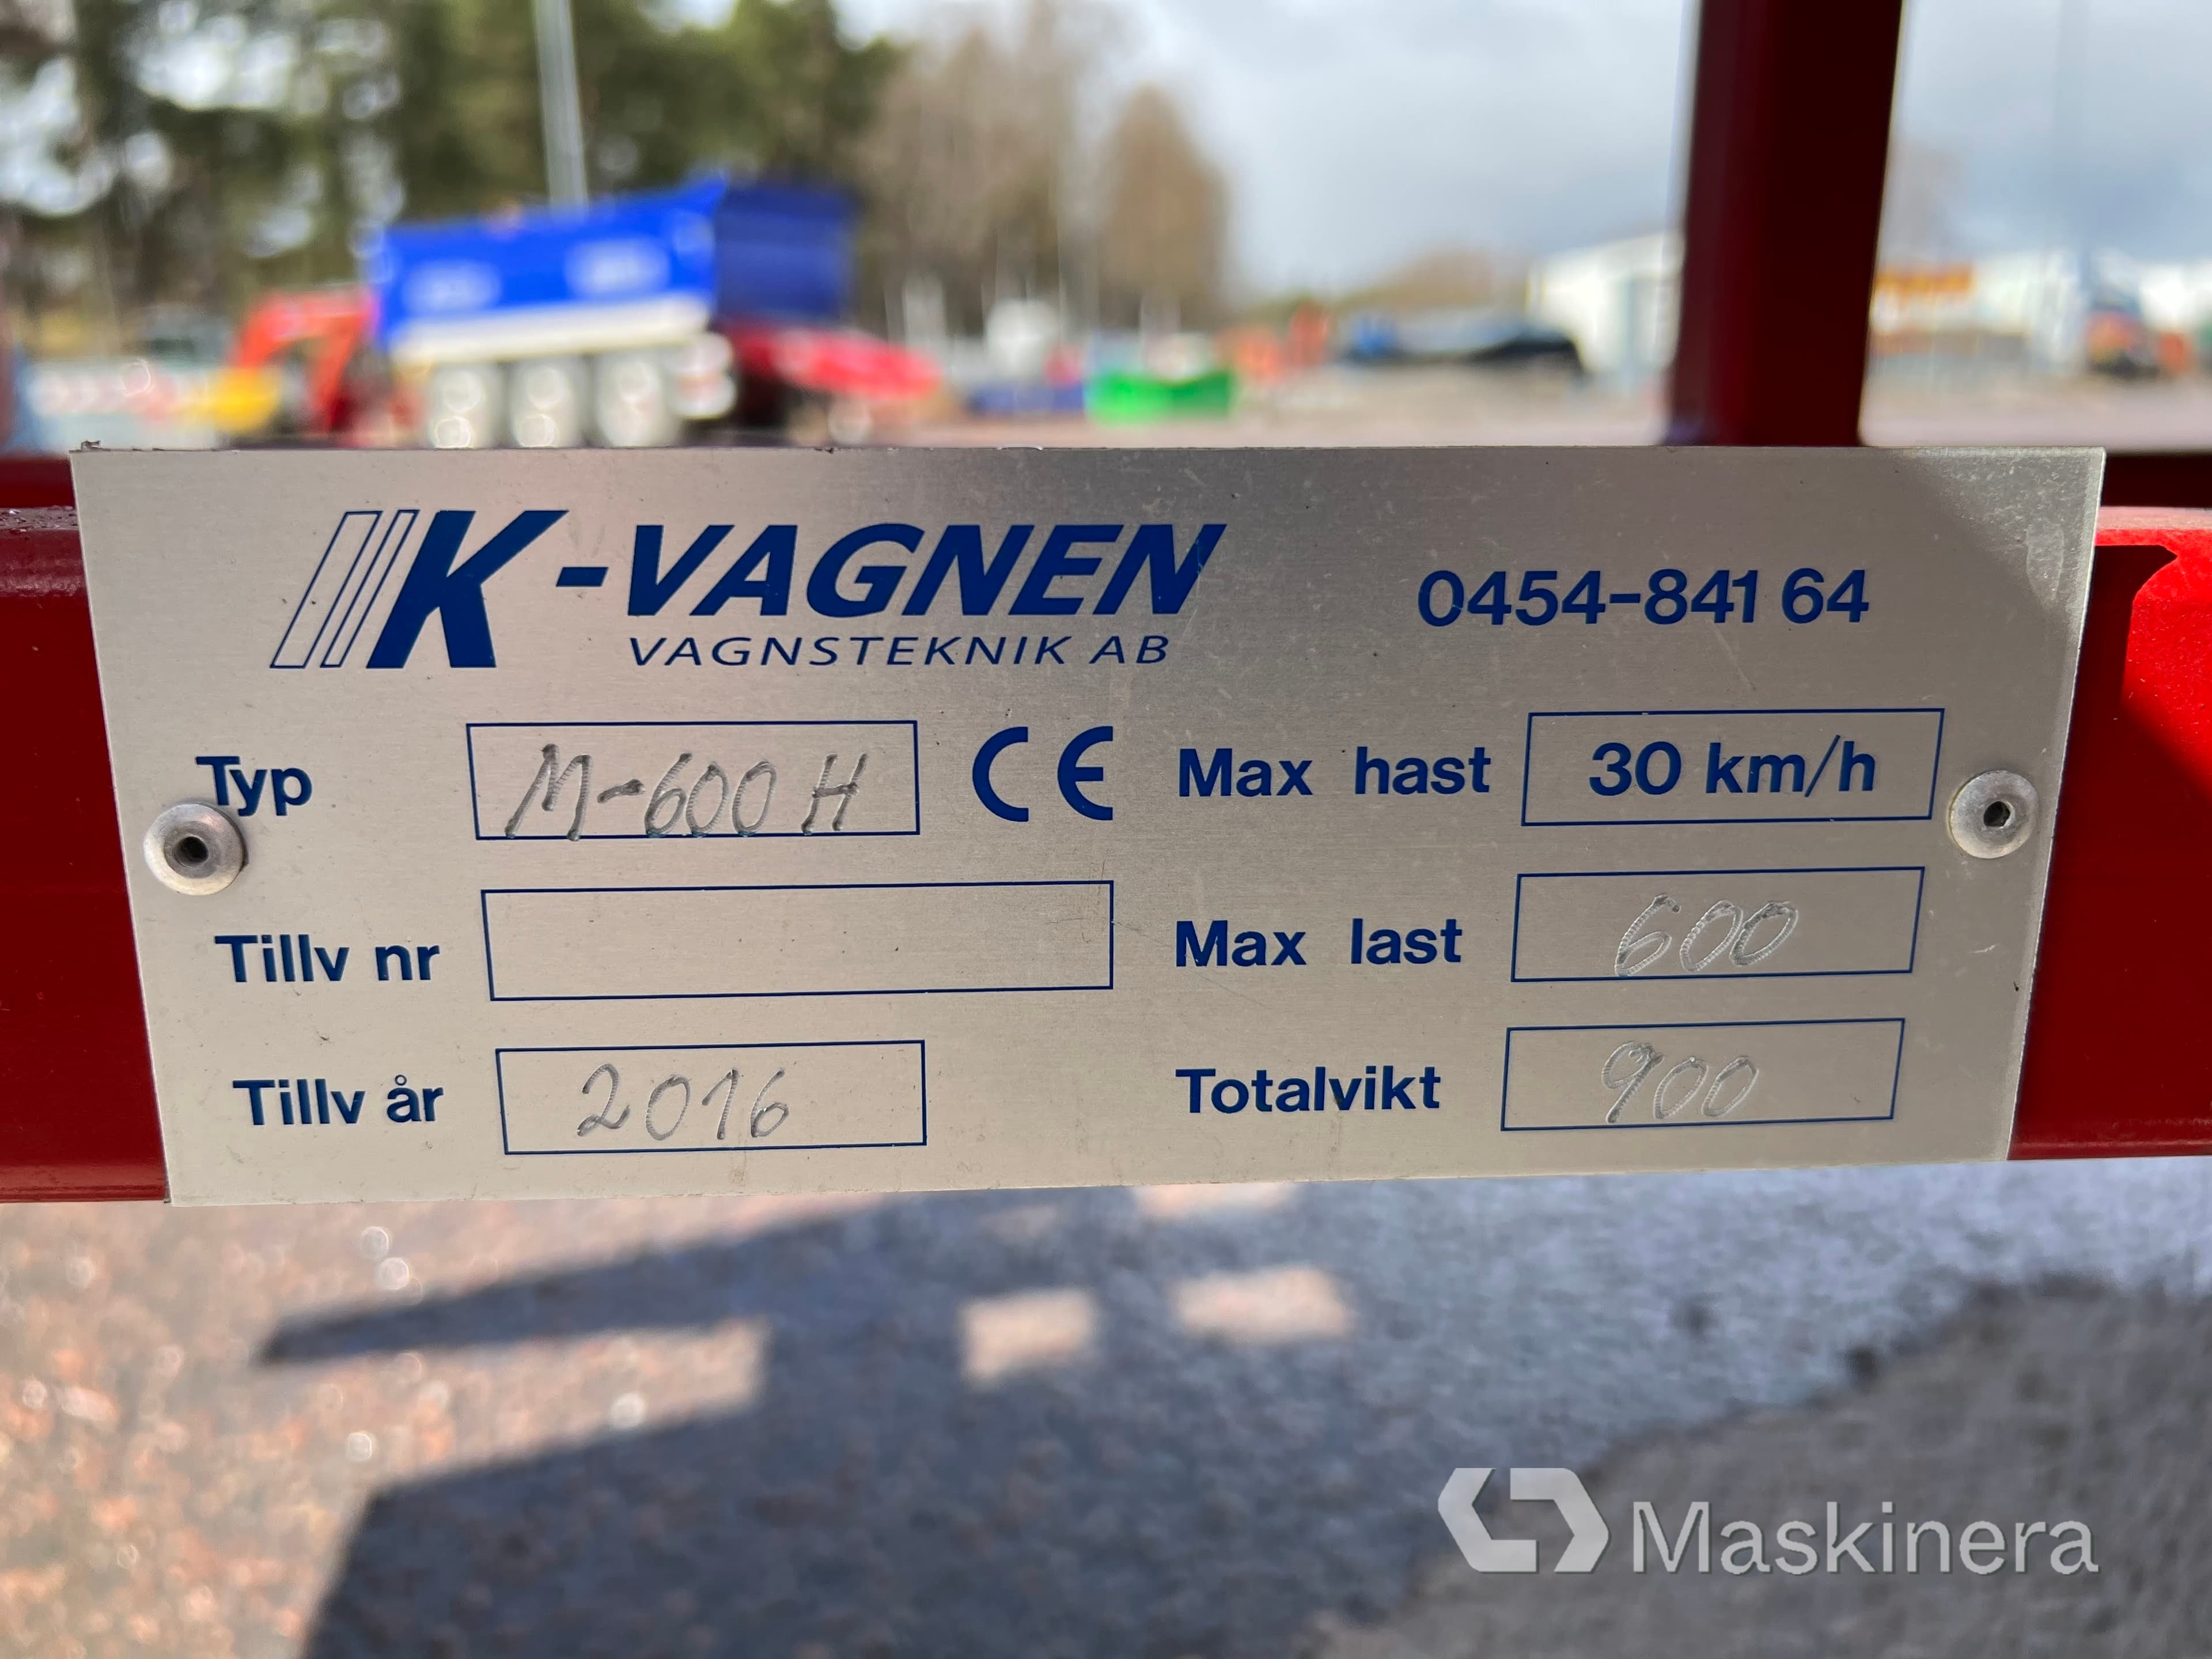 K-VAGNEN
VAGNSTEKNIK AB
0454-841 64
Typ M-600 H CE Max hast 30 km/h
Tillv nr Max last 600
Tillv år 2016 Totalvikt 900
Maskinera